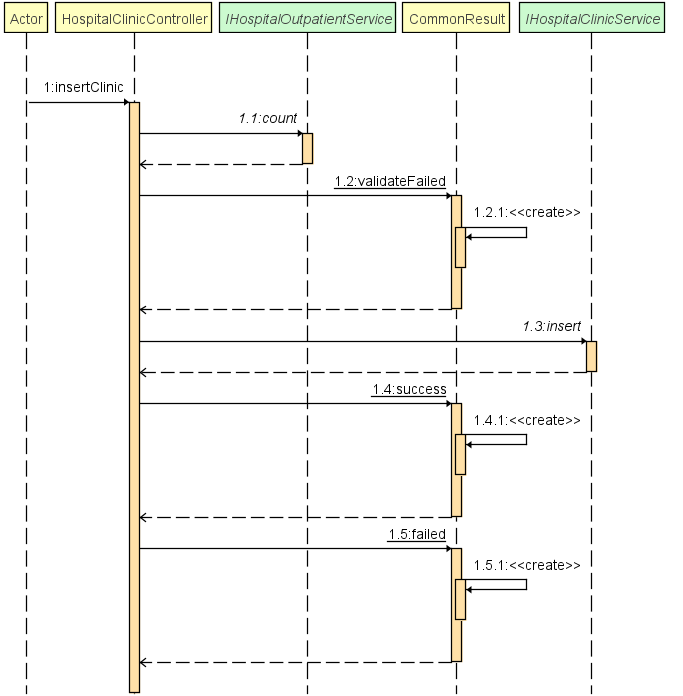 Actor
HospitalClinicController
IHospitalOutpatientService
CommonResult
IHospitalClinicService
1:insertClinic
1.1:count
1.2:validateFailed
1.2.1:<<create>>
1.3:insert
1.4:success
1.4.1:<<create>>
1.5:failed
1.5.1:<<create>>